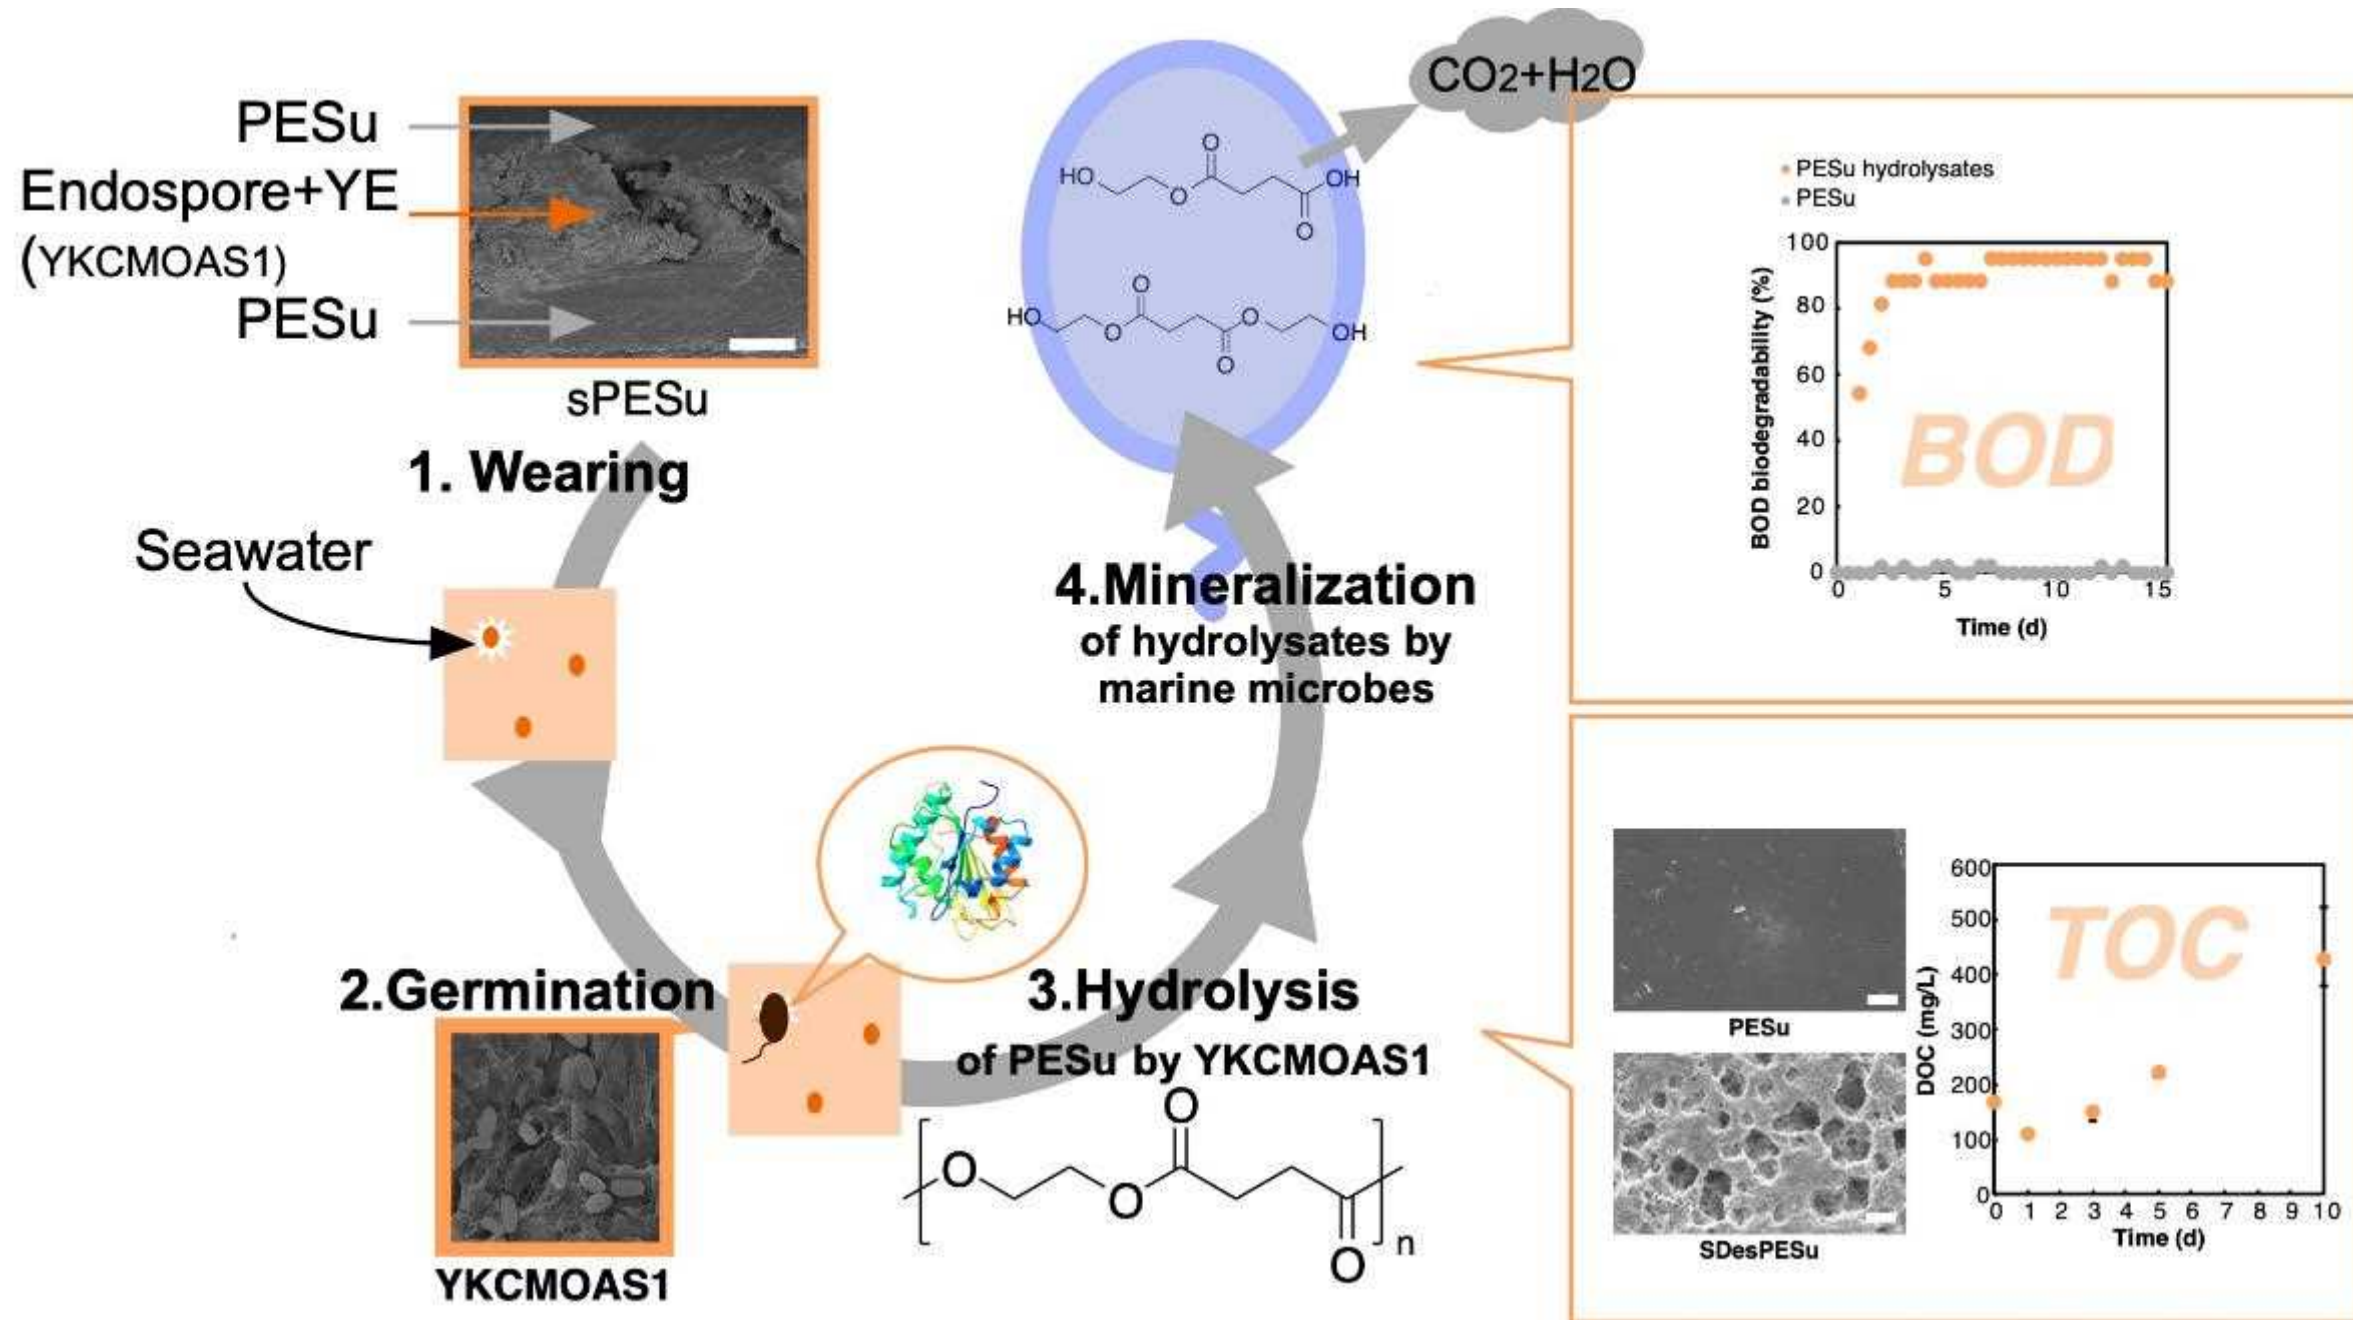 PESu
Endospore+YE
(YKCMOAS1)
PESu
sPESu
1. Wearing
Seawater
2.Germination
YKCMOAS1
3.Hydrolysis
of PESu by YKCMOAS1
O
O
O
O
n
4.Mineralization
of hydrolysates by
marine microbes
HO
O
O
OH
O
HO
O
O
O
O
OH
CO2+H2O
PESu hydrolysates
PESu
BOD biodegradability (%)
100
80
60
40
20
0
BOD
0 5 10 15
Time (d)
PESu
SDesPESu
DOC (mg/L)
600
500
400
300
200
100
0
TOC
0 1 2 3 4 5 6 7 8 9 10
Time (d)